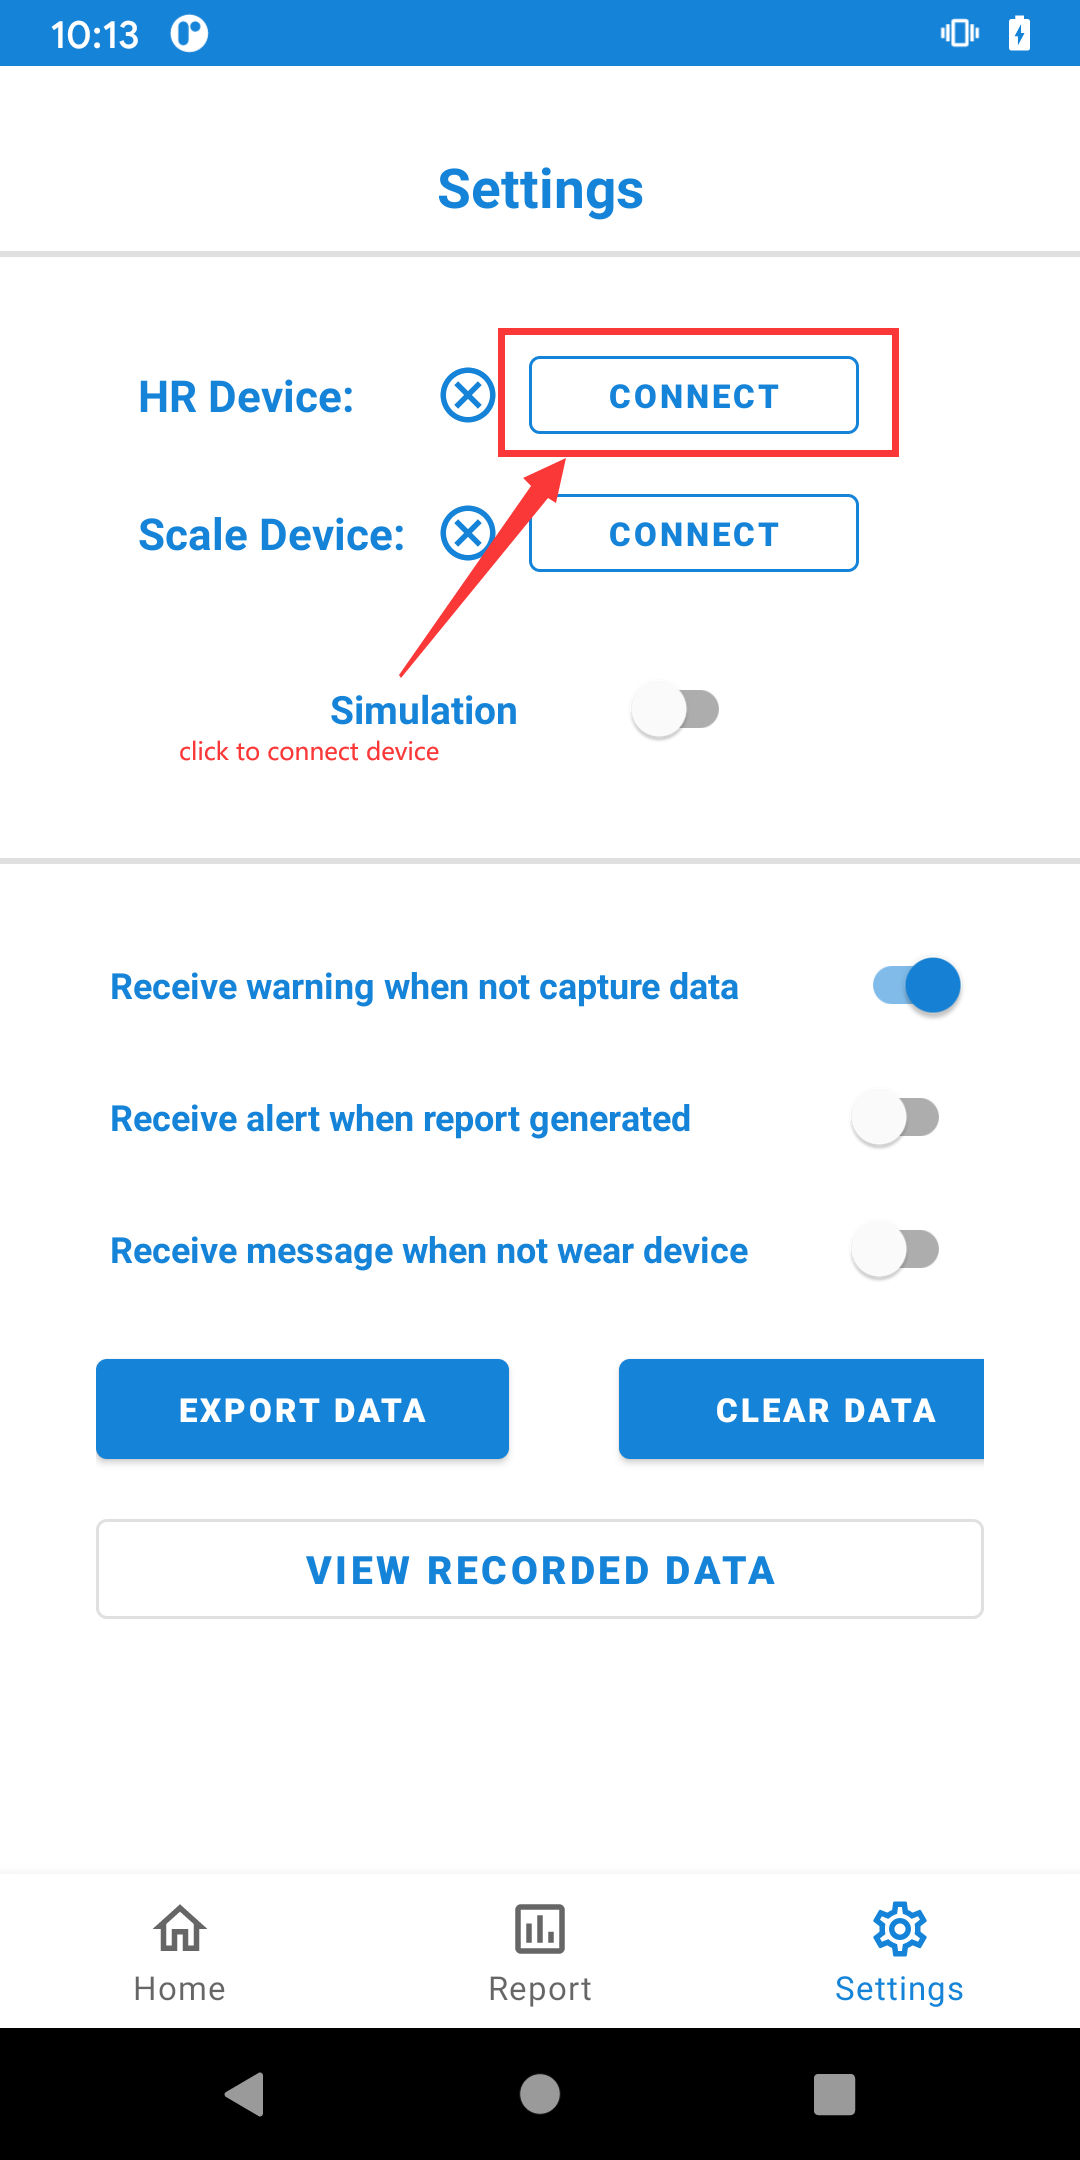 10:13
Settings
HR Device: CONNECT
Scale Device: CONNECT
Simulation
click to connect device
Receive warning when not capture data
Receive alert when report generated
Receive message when not wear device
EXPORT DATA CLEAR DATA
VIEW RECORDED DATA
Home Report Settings